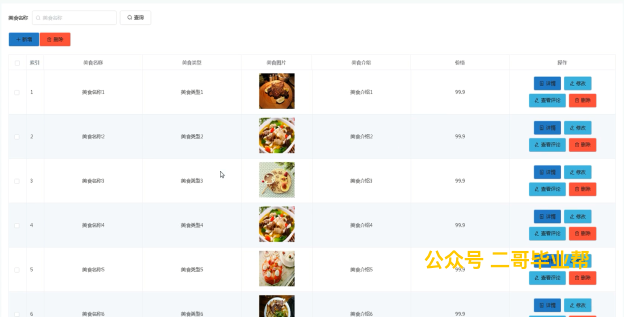 美食名称 美食名称 查询
新增 删除
索引 美食名称 美食类型 美食图片 美食介绍 价格 操作
1 美食名称1 美食类型1 美食介绍1 99.9 详情 修改
查看评论 删除
2 美食名称2 美食类型2 美食介绍2 99.9 详情 修改
查看评论 删除
3 美食名称3 美食类型3 美食介绍3 99.9 详情 修改
查看评论 删除
4 美食名称4 美食类型4 美食介绍4 99.9 详情 修改
查看评论 删除
公众号 二哥毕业帮
5 美食名称5 美食类型5 美食介绍5 99.9
查看评论 删除
6 美食名称6 美食类型6 美食介绍6 99.9 详情 修改